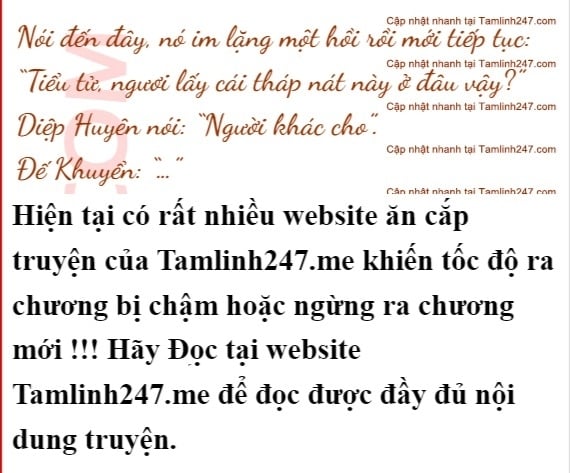 Cập nhật nhanh tại Tamlinh247.com
Nói đến đây, nó im lặng một hồi rồi mới tiếp tục:
Cập nhật nhanh tại Tamlinh247.com
“Tiểu tử, ngươi lấy cái tháp nát này ở đâu vậy?”
Cập nhật nhanh tại Tamlinh247.com
Diệp Huyên nói: “Người khác cho”.
Cập nhật nhanh tại Tamlinh247.com
Đế Khuyển: “...”
Cập nhật nhanh tại Tamlinh247.com
Hiện tại có rất nhiều website ăn cắp
truyện của Tamlinh247.me khiến tốc độ ra
chương bị chậm hoặc ngừng ra chương
mới !!! Hãy Đọc tại website
Tamlinh247.me để đọc được đầy đủ nội
dung truyện.